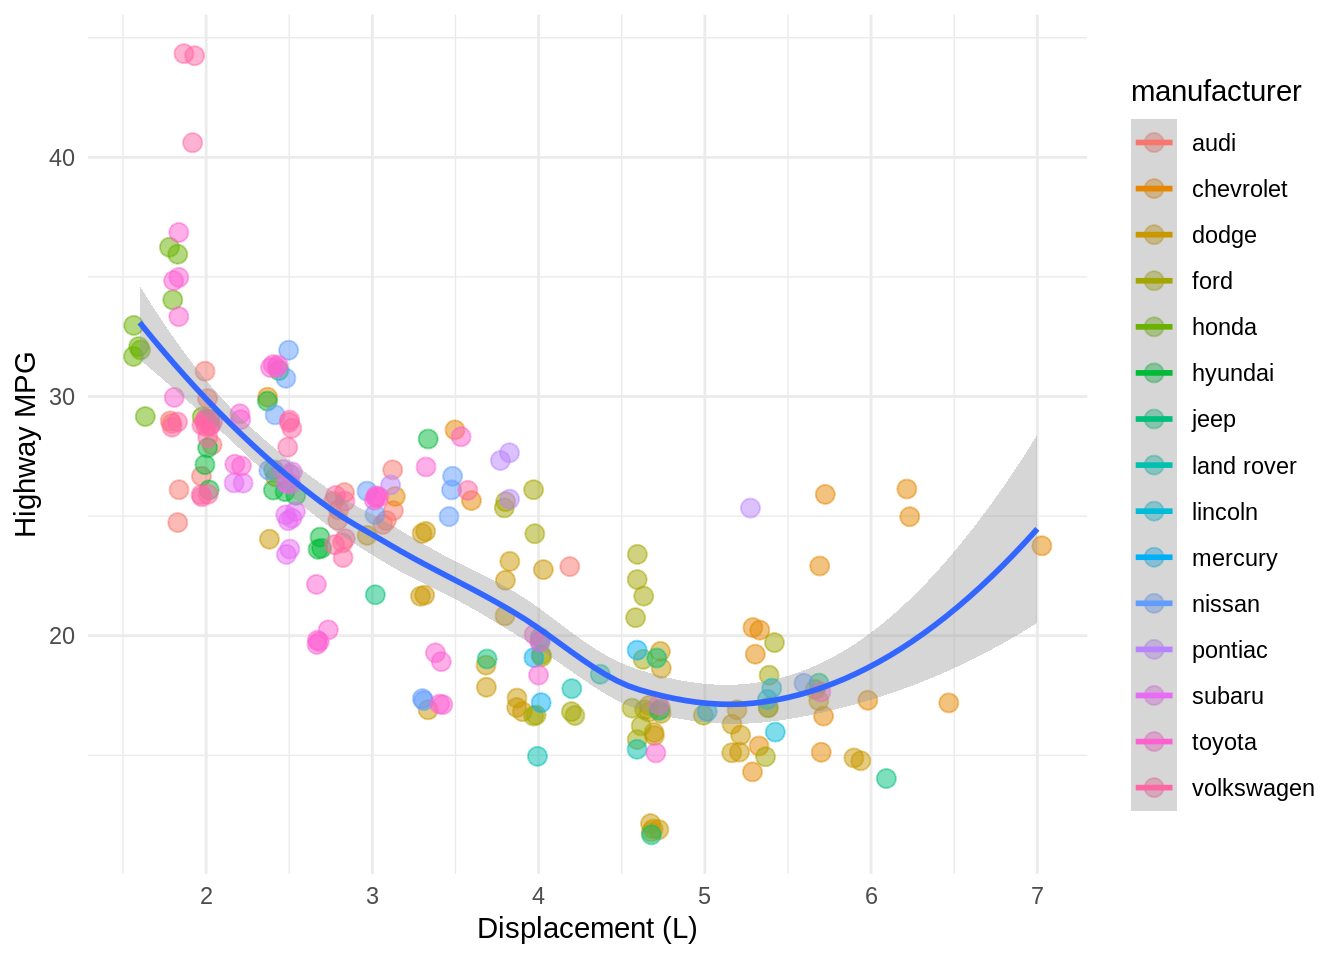 manufacturer
audi
chevrolet
dodge
ford
honda
hyundai
jeep
land rover
lincoln
mercury
nissan
pontiac
subaru
toyota
volkswagen
Highway MPG
40
30
20
2 3 4 5 6 7
Displacement (L)